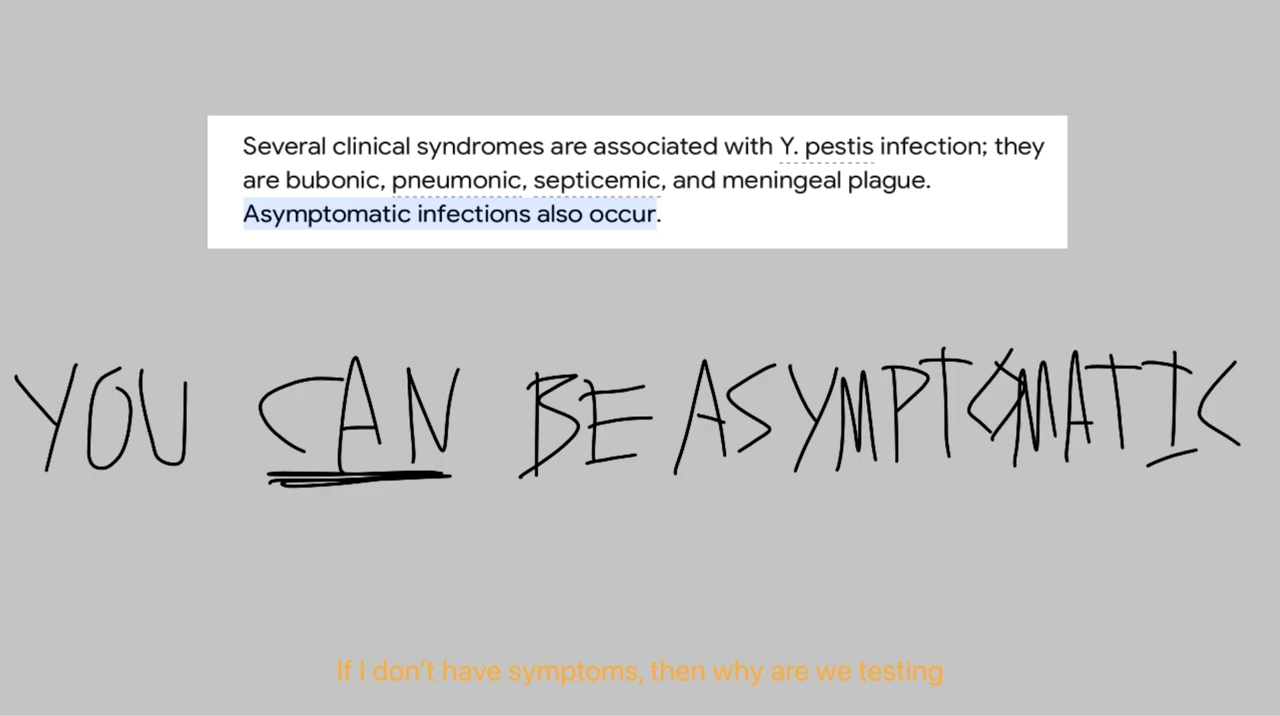 Several clinical syndromes are associated with Y. pestis infection; they
are bubonic, pneumonic, septicemic, and meningeal plague.
Asymptomatic infections also occur.
YOU CAN BE ASYMPTOMATIC
If I don't have symptoms, then why are we testing